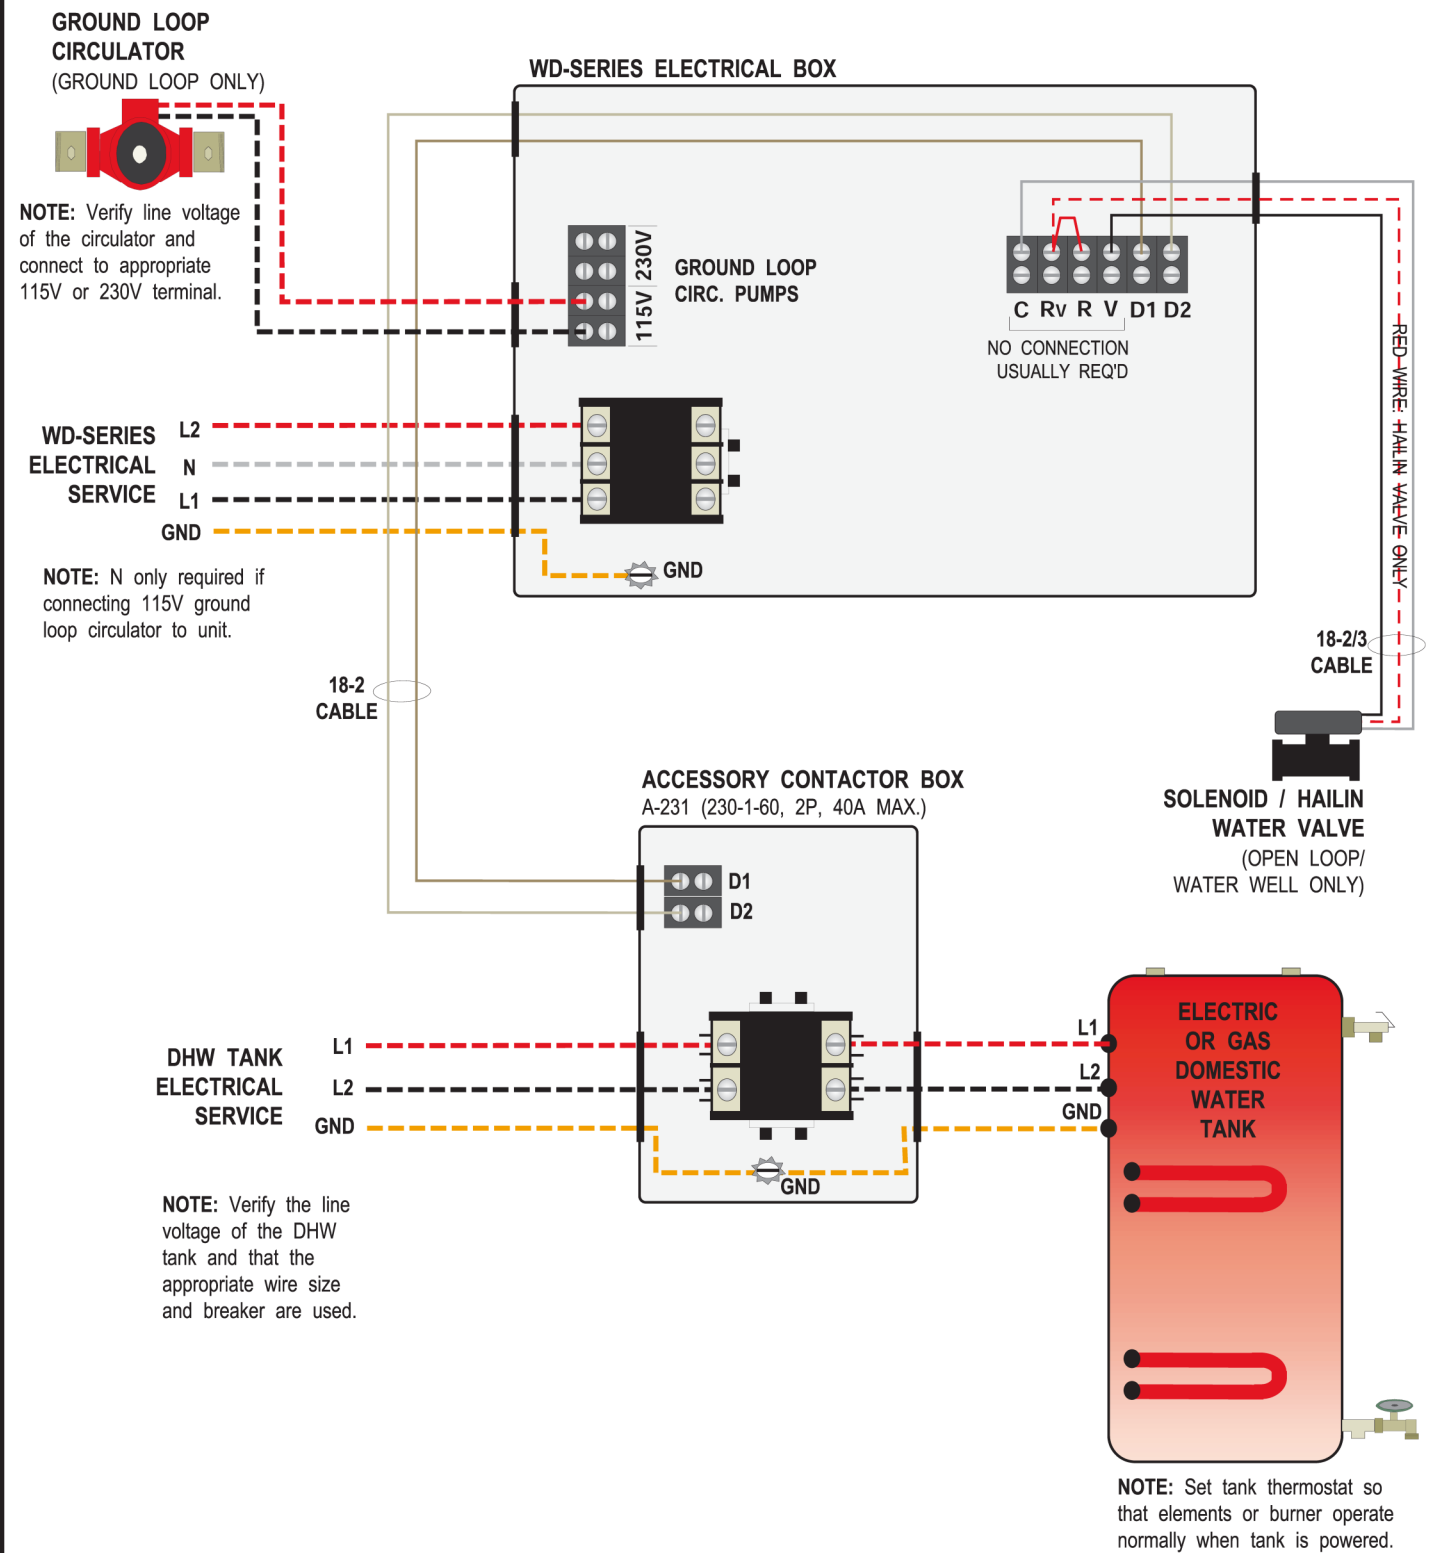 GROUND LOOP
CIRCULATOR
(GROUND LOOP ONLY)
NOTE: Verify line voltage
of the circulator and
connect to appropriate
115V or 230V terminal.
WD-SERIES ELECTRICAL BOX
230V
115V
GROUND LOOP
CIRC. PUMPS
C RV R V D1 D2
NO CONNECTION
USUALLY REQ'D
RED WIRE: HAILIN VALVE ONLY
WD-SERIES
ELECTRICAL
SERVICE
L2
N
L1
GND
GND
NOTE: N only required if
connecting 115V ground
loop circulator to unit.
18-2
CABLE
18-2/3
CABLE
SOLENOID / HAILIN
WATER VALVE
(OPEN LOOP/
WATER WELL ONLY)
ACCESSORY CONTACTOR BOX
A-231 (230-1-60, 2P, 40A MAX.)
D1
D2
DHW TANK
ELECTRICAL
SERVICE
L1
L2
GND
GND
L1
L2
GND
ELECTRIC
OR GAS
DOMESTIC
WATER
TANK
NOTE: Verify the line
voltage of the DHW
tank and that the
appropriate wire size
and breaker are used.
NOTE: Set tank thermostat so
that elements or burner operate
normally when tank is powered.